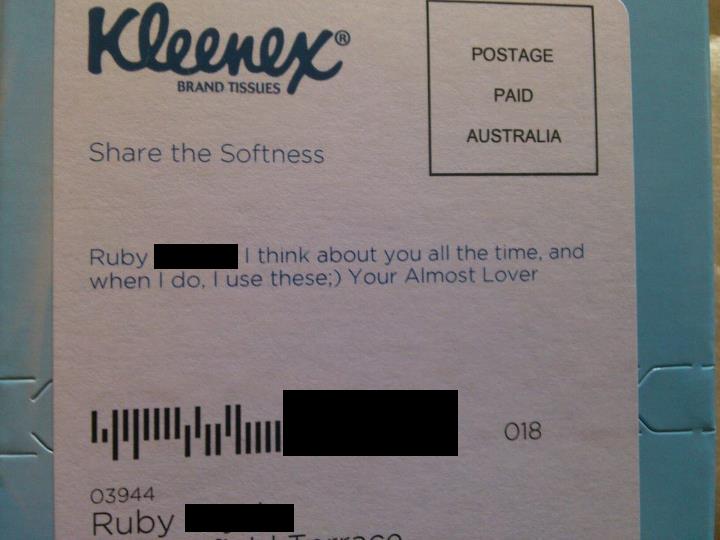 Kleenex®
BRAND TISSUES
POSTAGE
PAID
AUSTRALIA
Share the Softness
Ruby I think about you all the time, and
when I do, I use these;) Your Almost Lover
018
03944
Ruby
Terrace